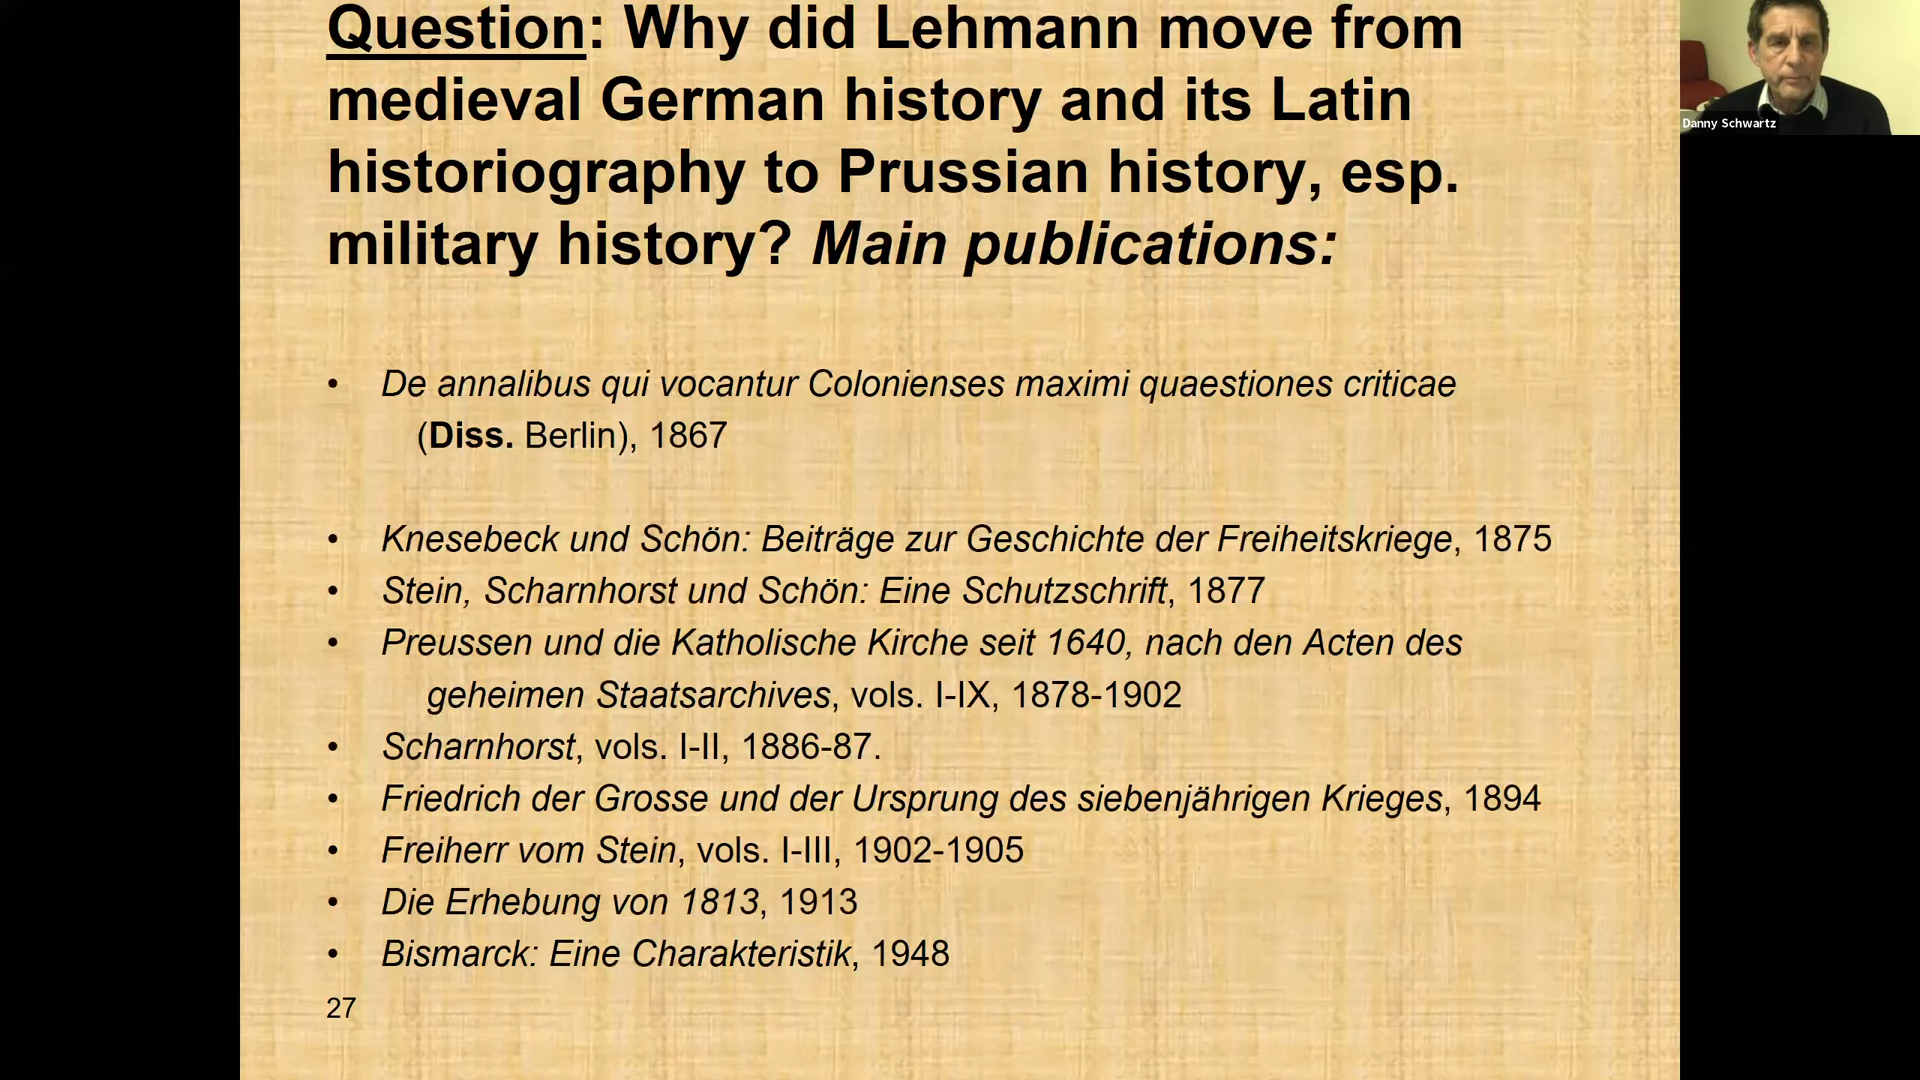 Question: Why did Lehmann move from
medieval German history and its Latin
historiography to Prussian history, esp.
military history? Main publications:
• De annalibus qui vocantur Colonienses maximi quaestiones criticae
(Diss. Berlin), 1867
• Knesebeck und Schön: Beiträge zur Geschichte der Freiheitskriege, 1875
• Stein, Scharnhorst und Schön: Eine Schutzschrift, 1877
• Preussen und die Katholische Kirche seit 1640, nach den Acten des
geheimen Staatsarchives, vols. I-IX, 1878-1902
• Scharnhorst, vols. I-II, 1886-87.
• Friedrich der Grosse und der Ursprung des siebenjährigen Krieges, 1894
• Freiherr vom Stein, vols. I-III, 1902-1905
• Die Erhebung von 1813, 1913
• Bismarck: Eine Charakteristik, 1948
27
Danny Schwartz